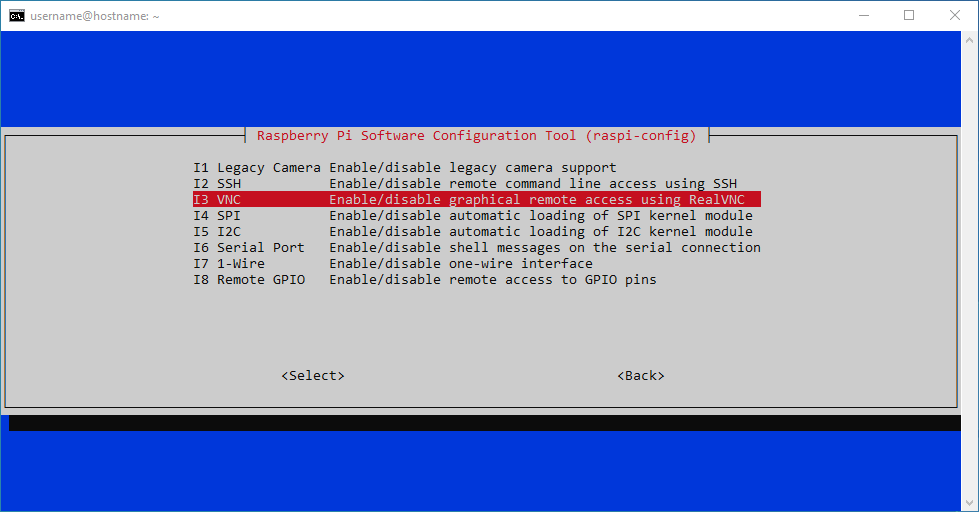 C:\.
username@hostname: ~
Raspberry Pi Software Configuration Tool (raspi-config)
I1 Legacy Camera Enable/disable legacy camera support
I2 SSH Enable/disable remote command line access using SSH
I3 VNC Enable/disable graphical remote access using RealVNC
I4 SPI Enable/disable automatic loading of SPI kernel module
I5 I2C Enable/disable automatic loading of I2C kernel module
I6 Serial Port Enable/disable shell messages on the serial connection
I7 1-Wire Enable/disable one-wire interface
I8 Remote GPIO Enable/disable remote access to GPIO pins
<Select> <Back>